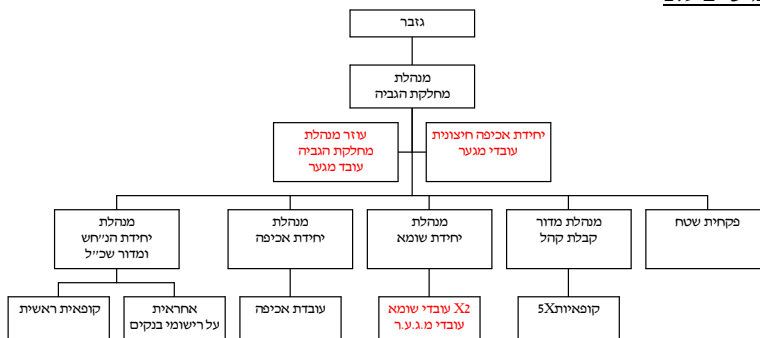 גזבר
מנהלת
מחלקת הגביה
יחידת אכיפה חיצונית
עובדי מגער
עוזר מנהלת
מחלקת הגביה
עובד מגער
פקחית שטח
מנהלת מדור
קבלת קהל
מנהלת
יחידת שומא
מנהלת
יחידת אכיפה
מנהלת
יחידת הנ״חש
ומדור שכ״ל
קופאיות5X
X2 עובדי שומא
עובדי מ.ג.ע.ר
עובדת אכיפה
אחראית
על רישומי בנקים
קופאית ראשית